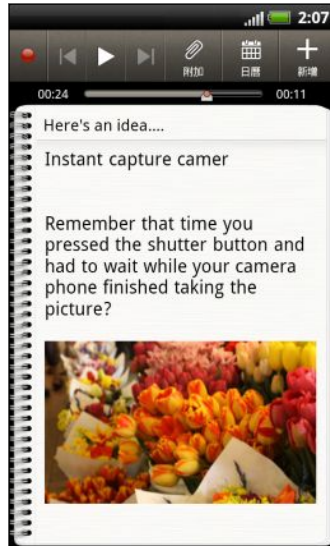 2:07
附加 日曆 新增
00:24 00:11
Here's an idea....
Instant capture camer
Remember that time you
pressed the shutter button and
had to wait while your camera
phone finished taking the
picture?